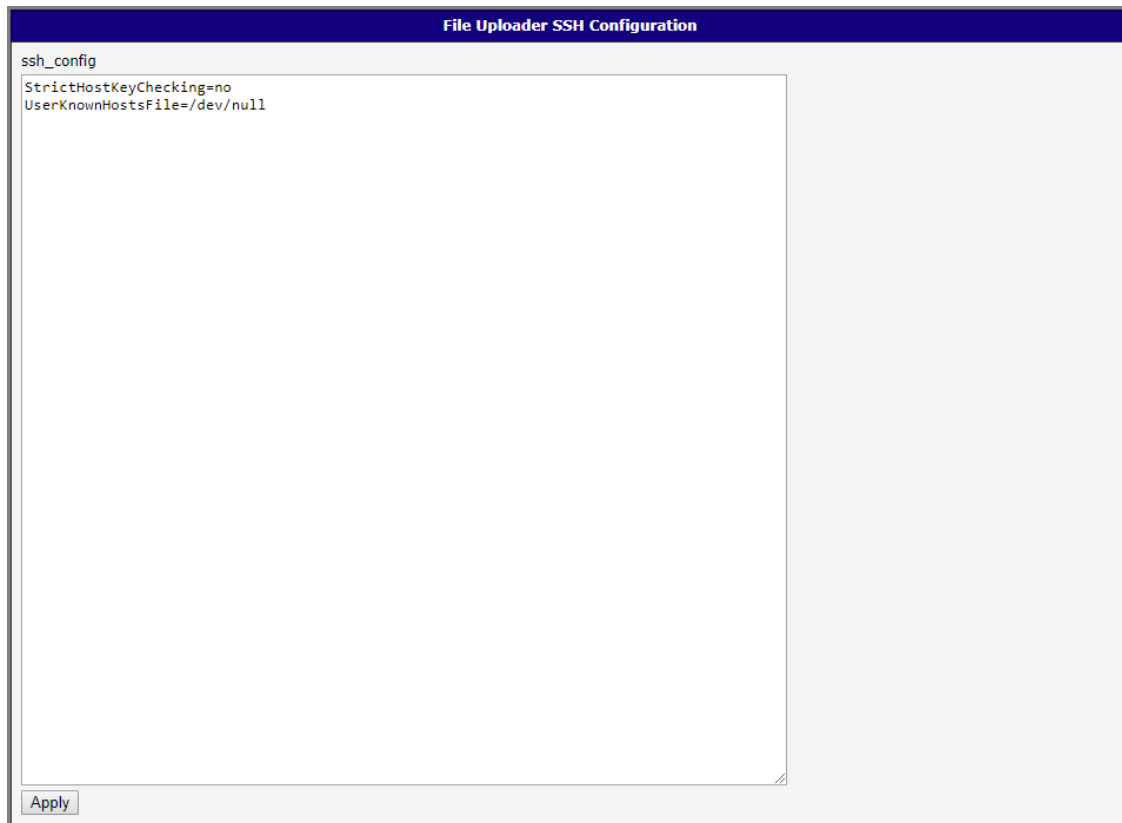 File Uploader SSH Configuration
ssh_config
StrictHostKeyChecking=no
UserKnownHostsFile=/dev/null
Apply